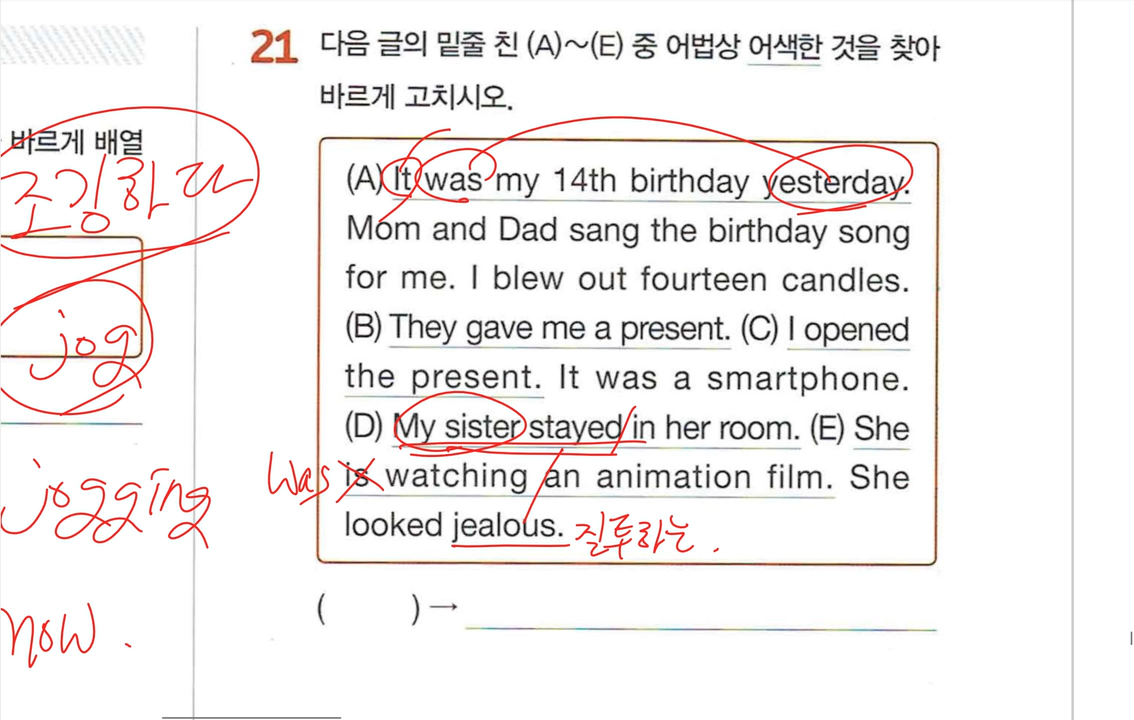 바르게 배열
조깅하다
jog
jogging
now.
21 다음 글의 밑줄 친 (A)~(E) 중 어법상 어색한 것을 찾아
바르게 고치시오.
(A) It was my 14th birthday yesterday.
Mom and Dad sang the birthday song
for me. I blew out fourteen candles.
(B) They gave me a present. (C) I opened
the present. It was a smartphone.
(D) My sister stayed in her room. (E) She
was is watching an animation film. She
looked jealous. 질투하는.
( ) →